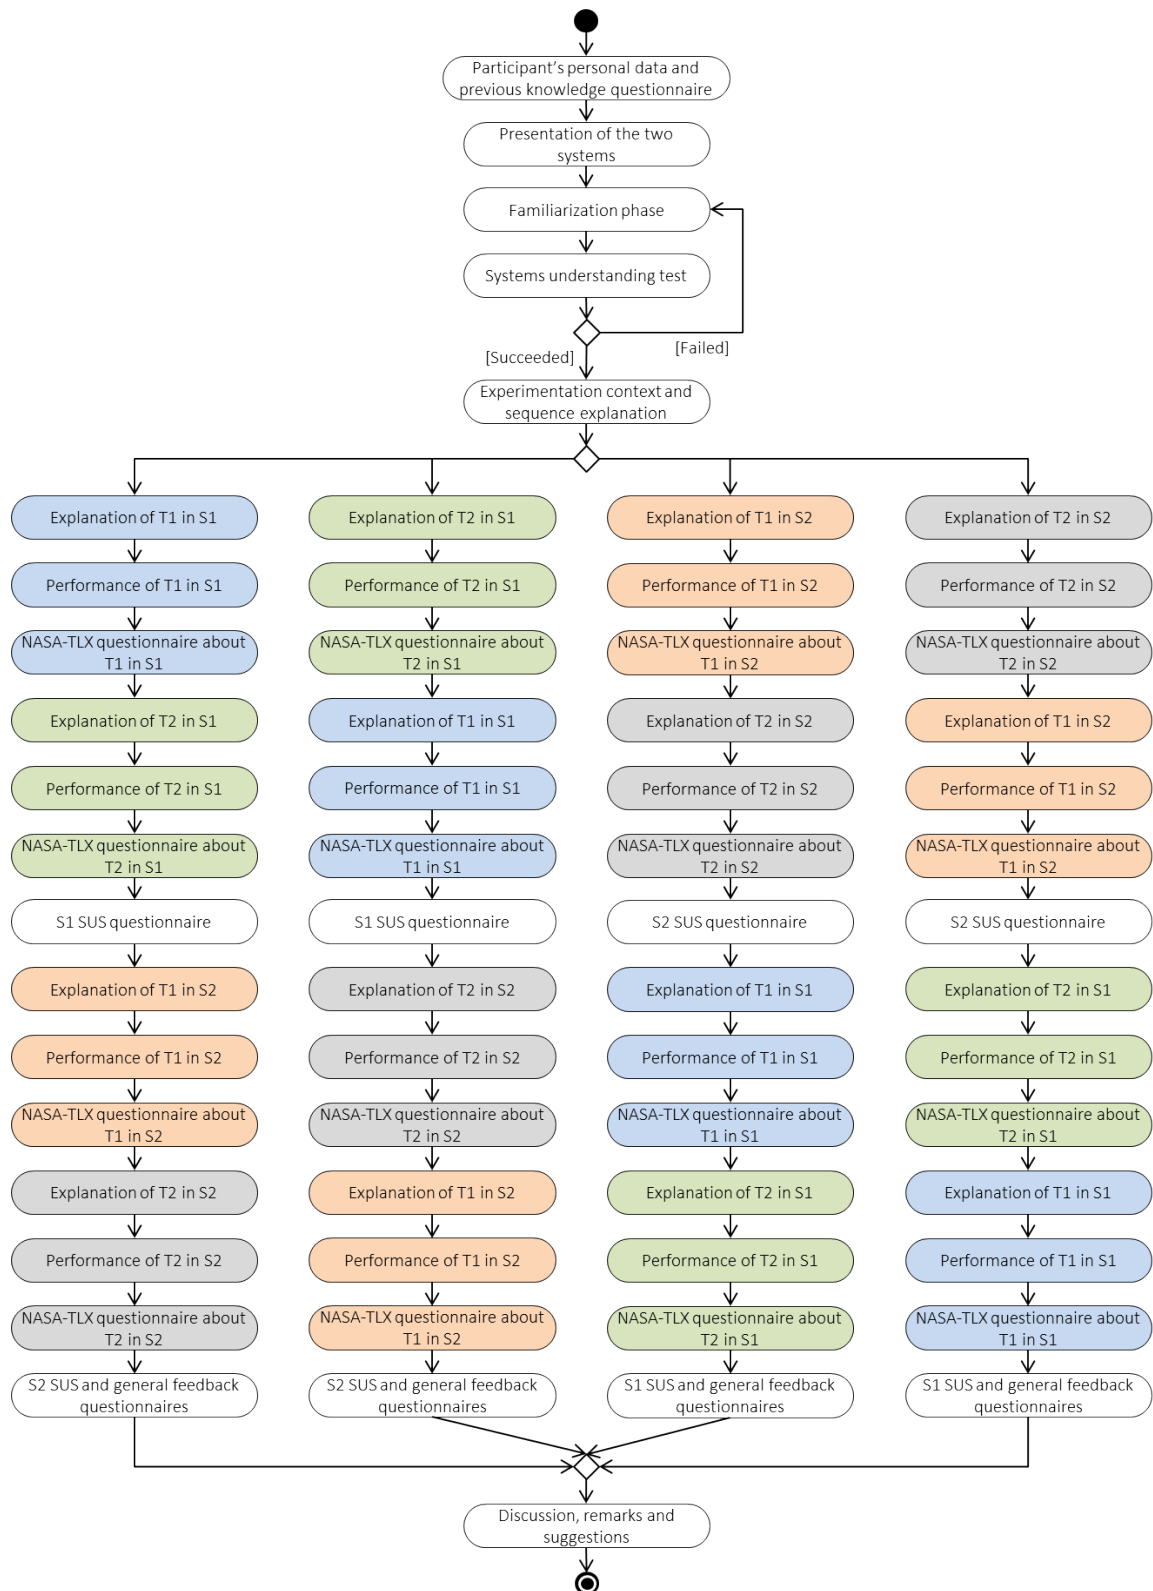 Participant's personal data and
previous knowledge questionnaire
Presentation of the two
systems
Familiarization phase
Systems understanding test
[Succeeded]
[Failed]
Experimentation context and
sequence explanation
Explanation of T1 in S1
Performance of T1 in S1
NASA-TLX questionnaire about
T1 in S1
Explanation of T2 in S1
Performance of T2 in S1
NASA-TLX questionnaire about
T2 in S1
S1 SUS questionnaire
Explanation of T1 in S2
Performance of T1 in S2
NASA-TLX questionnaire about
T1 in S2
Explanation of T2 in S2
Performance of T2 in S2
NASA-TLX questionnaire about
T2 in S2
S2 SUS and general feedback
questionnaires
Explanation of T2 in S1
Performance of T2 in S1
NASA-TLX questionnaire about
T2 in S1
Explanation of T1 in S1
Performance of T1 in S1
NASA-TLX questionnaire about
T1 in S1
S1 SUS questionnaire
Explanation of T2 in S2
Performance of T2 in S2
NASA-TLX questionnaire about
T2 in S2
Explanation of T1 in S2
Performance of T1 in S2
NASA-TLX questionnaire about
T1 in S2
S2 SUS and general feedback
questionnaires
Explanation of T1 in S2
Performance of T1 in S2
NASA-TLX questionnaire about
T1 in S2
Explanation of T2 in S2
Performance of T2 in S2
NASA-TLX questionnaire about
T2 in S2
S2 SUS questionnaire
Explanation of T1 in S1
Performance of T1 in S1
NASA-TLX questionnaire about
T1 in S1
Explanation of T2 in S1
Performance of T2 in S1
NASA-TLX questionnaire about
T2 in S1
S1 SUS and general feedback
questionnaires
Explanation of T2 in S2
Performance of T2 in S2
NASA-TLX questionnaire about
T2 in S2
Explanation of T1 in S2
Performance of T1 in S2
NASA-TLX questionnaire about
T1 in S2
S2 SUS questionnaire
Explanation of T2 in S1
Performance of T2 in S1
NASA-TLX questionnaire about
T2 in S1
Explanation of T1 in S1
Performance of T1 in S1
NASA-TLX questionnaire about
T1 in S1
S1 SUS and general feedback
questionnaires
Discussion, remarks and
suggestions